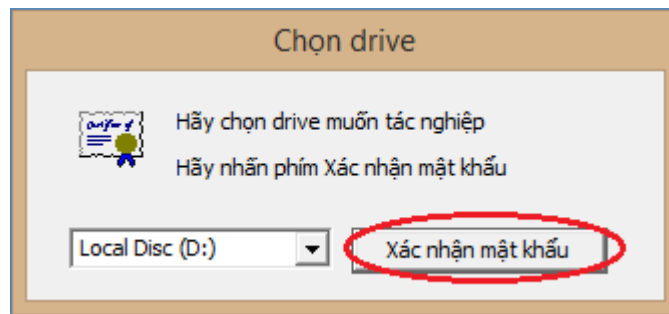 Chọn drive
Hãy chọn drive muốn tác nghiệp
Hãy nhấn phím Xác nhận mật khẩu
Local Disc (D:)
Xác nhận mật khẩu